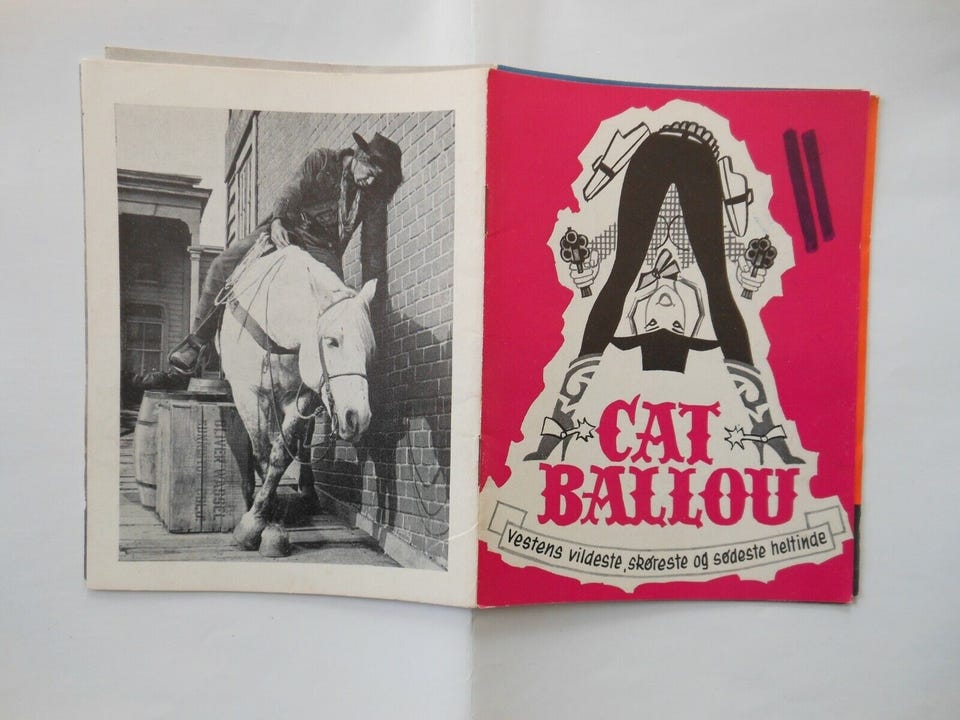 CAT
BALLOU
Vestens vildeste, skøreste og sødeste heltinde